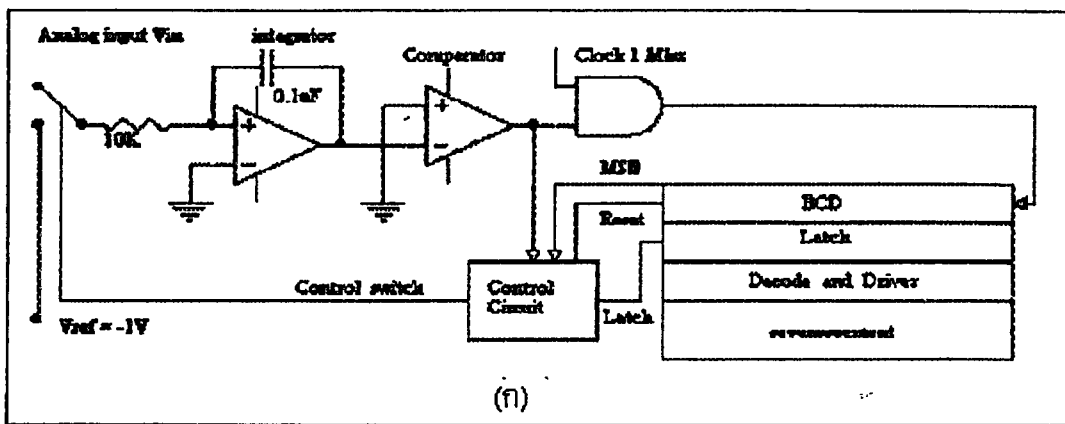 Analog input Vin
integrator
Comperator
Clock 1 Mhz
0.1uF
+
+
10K
-
-
MSB
BCD
Reset
Latch
Control switch
Control
Circuit
Decode and Driver
Latch
Vref = -1V
(ก)